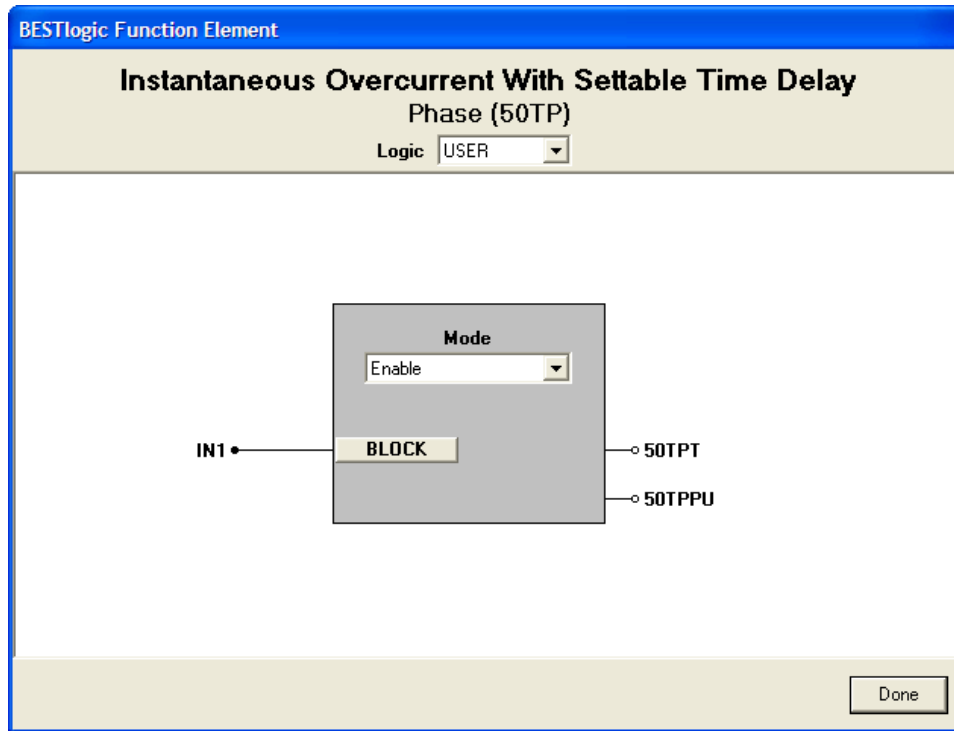 BESTlogic Function Element
Instantaneous Overcurrent With Settable Time Delay
Phase (50TP)
Logic USER
Mode
Enable
IN1 BLOCK 50TPT
50TPPU
Done